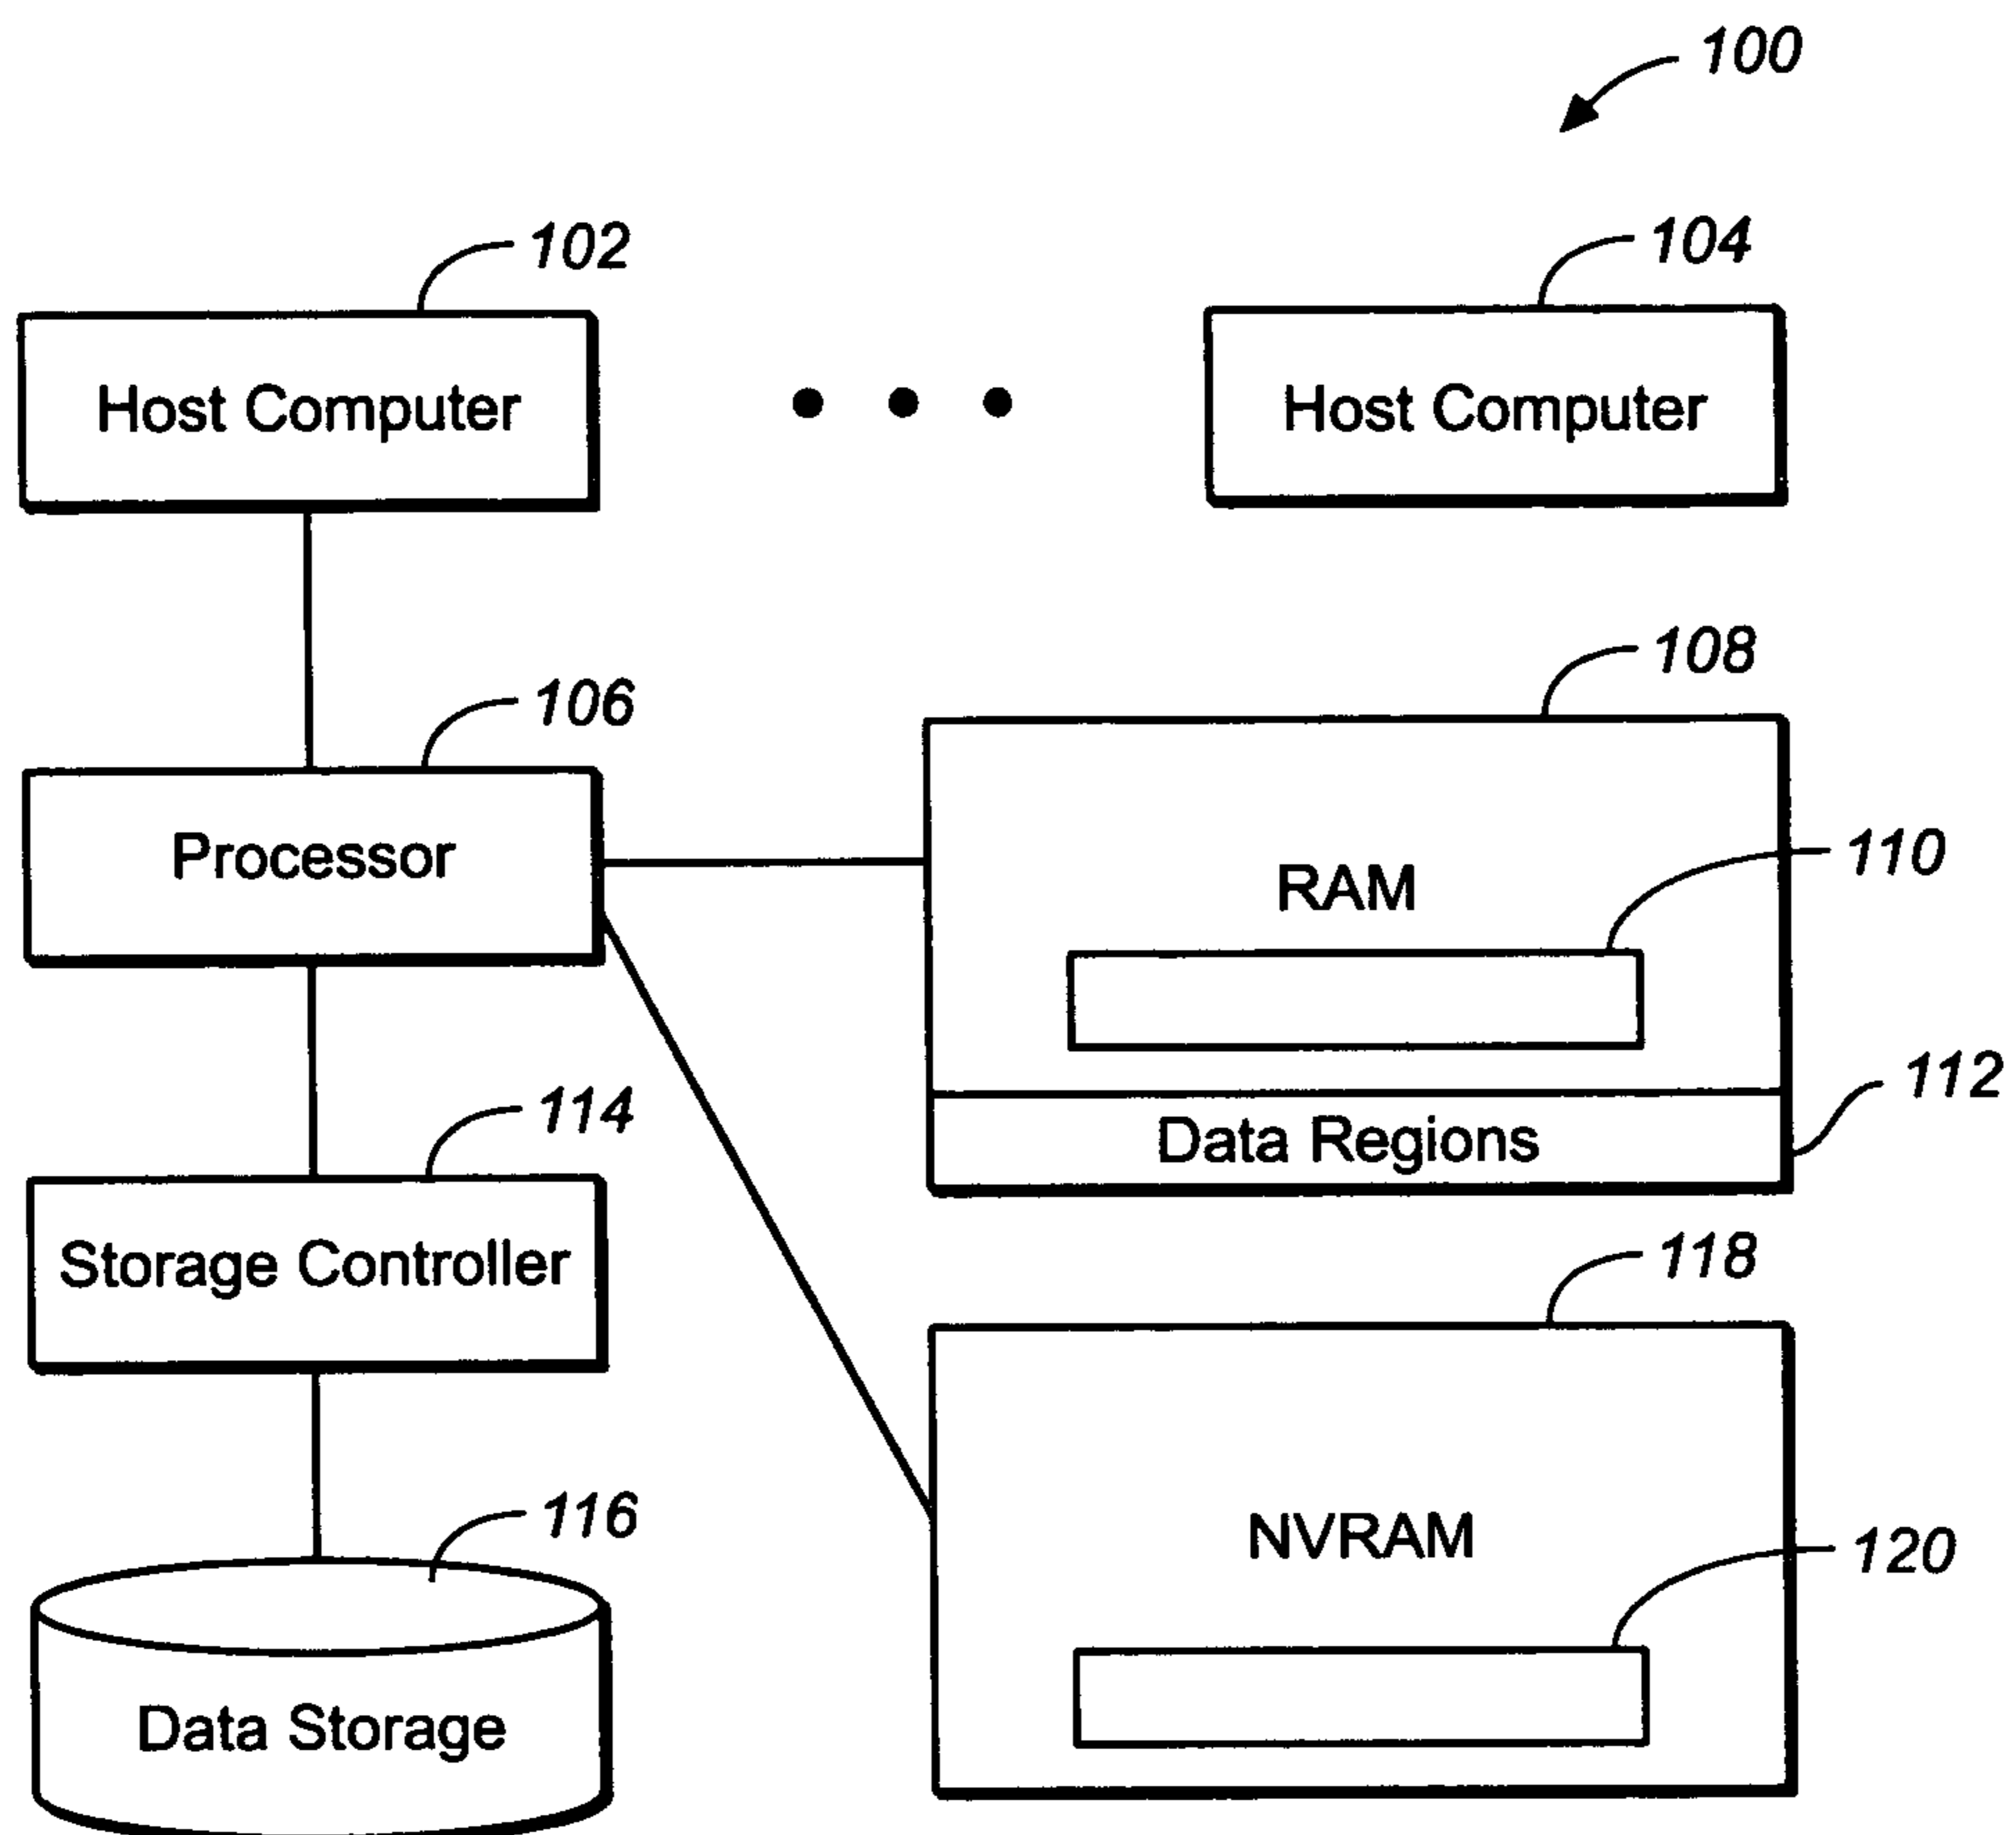 100
102
104
Host Computer
Host Computer
106
108
Processor
RAM
110
112
Data Regions
114
Storage Controller
118
116
NVRAM
120
Data Storage